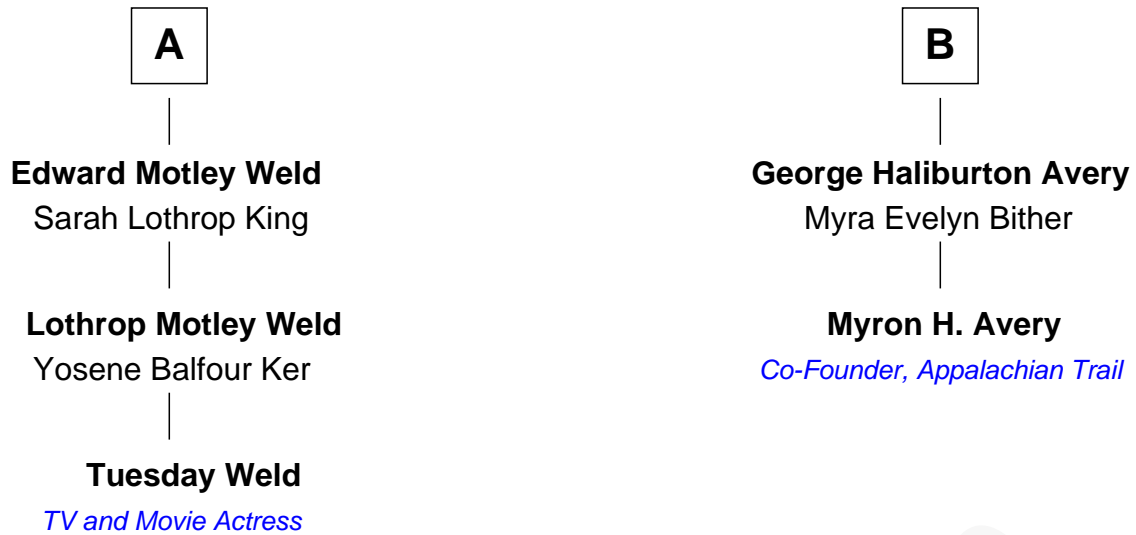 A
Edward Motley Weld
Sarah Lothrop King
Lothrop Motley Weld
Yosene Balfour Ker
Tuesday Weld
TV and Movie Actress
B
George Haliburton Avery
Myra Evelyn Bither
Myron H. Avery
Co-Founder, Appalachian Trail